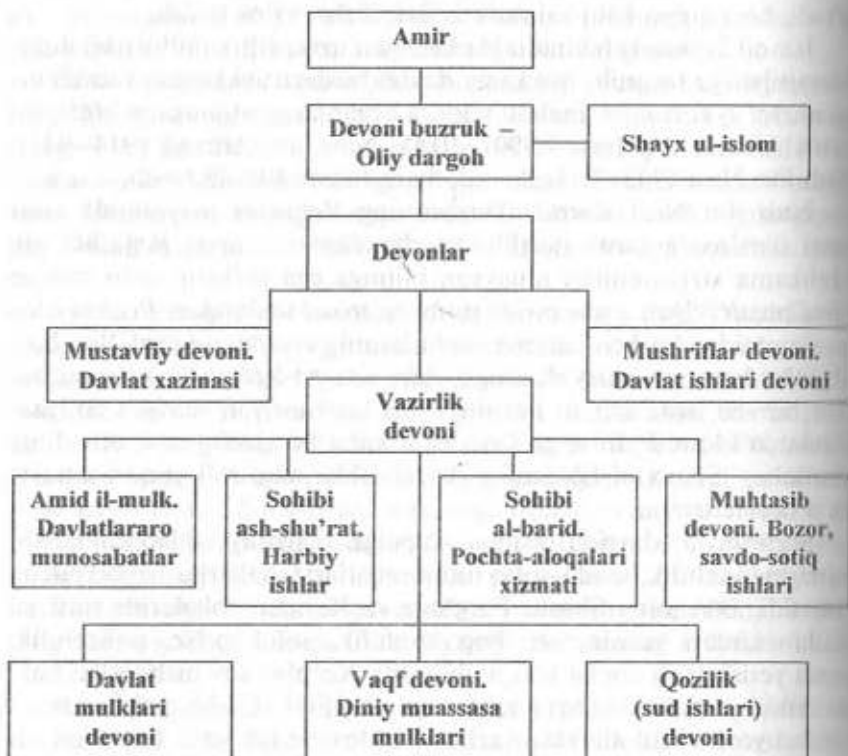 Amir
Devoni buzruk –
Oliy dargoh
Shayx ul-islom
Devonlar
Mustavfiy devoni.
Davlat xazinasi
Mushriflar devoni.
Davlat ishlari devoni
Vazirlik
devoni
Amid il-mulk.
Davlatlararo
munosabatlar
Sohibi
ash-shu’rat,
Harbiy
ishlar
Sohibi
al-barid.
Pochta-aloqalari
xizmati
Muhtasib
devoni. Bozor,
savdo-sotiq
ishlari
Davlat
mulklari
devoni
Vaqf devoni.
Diniy muassasa
mulklari
Qozilik
(sud ishlari)
devoni